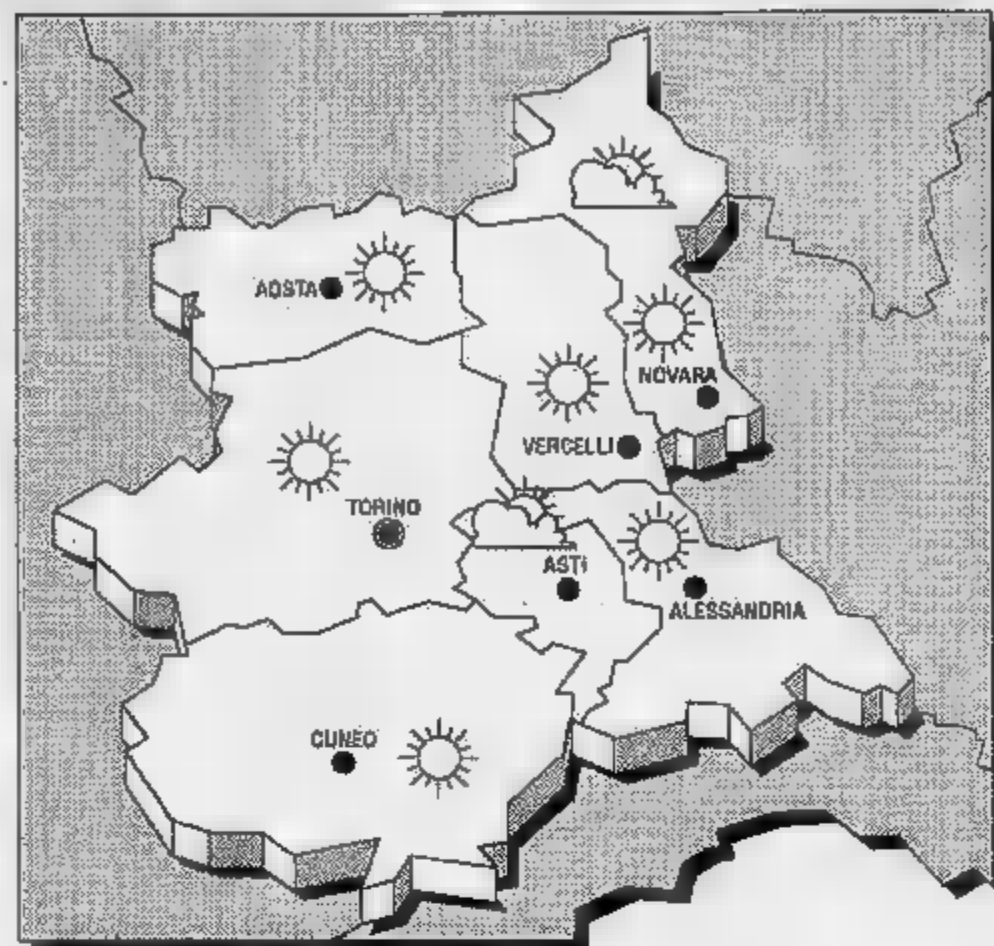 AOSTA
NOVARA
VERCELLI
TORINO
ASTI
ALESSANDRIA
CUNEO